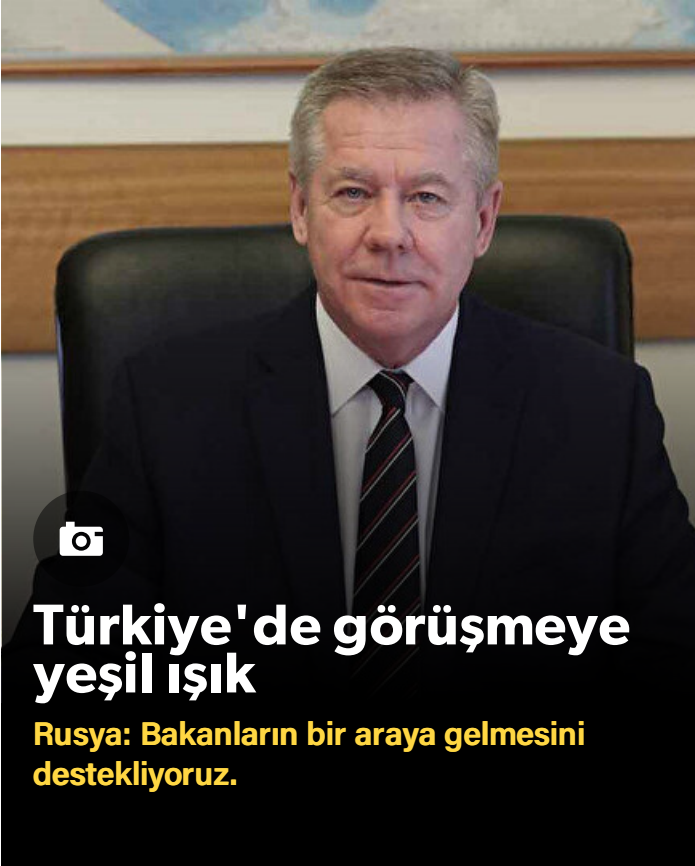 Türkiye'de görüşmeye
yeşil ışık
Rusya: Bakanların bir araya gelmesini
destekliyoruz.